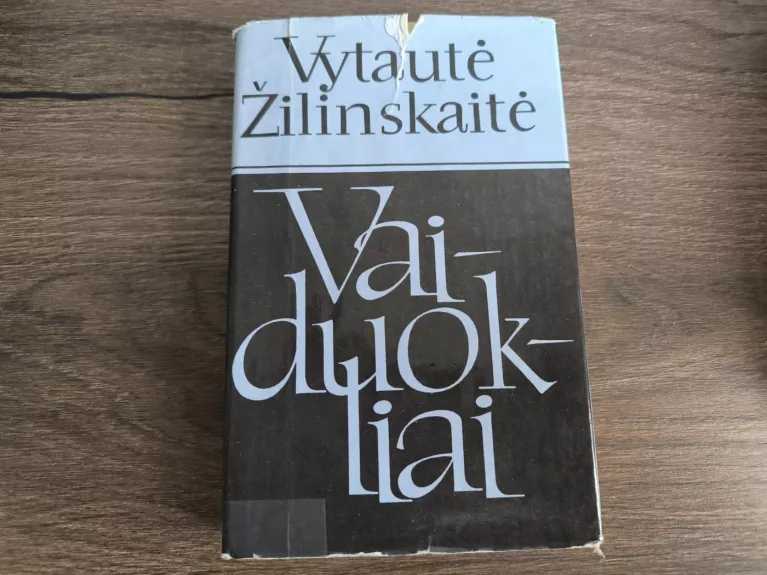 Vytautė
Žilinskaitė
Vai-
duok-
liai